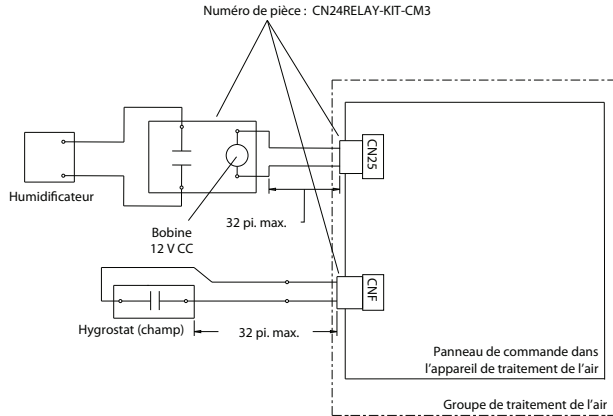 Numéro de pièce : CN24RELAY-KIT-CM3
CN25
Humidificateur
32 pi. max.
Bobine
12 V CC
CNF
Hygrostat (champ)
32 pi. max.
Panneau de commande dans
l'appareil de traitement de l'air
Groupe de traitement de l'air